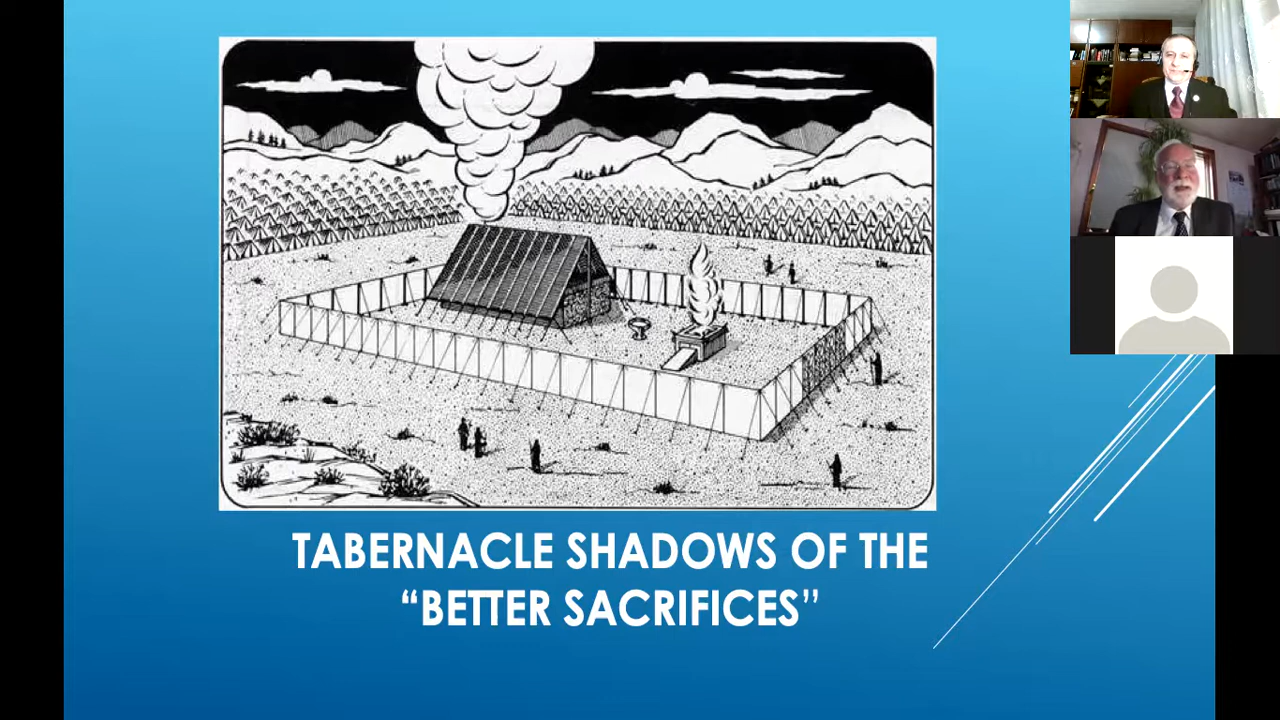 TABERNACLE SHADOWS OF THE
“BETTER SACRIFICES”